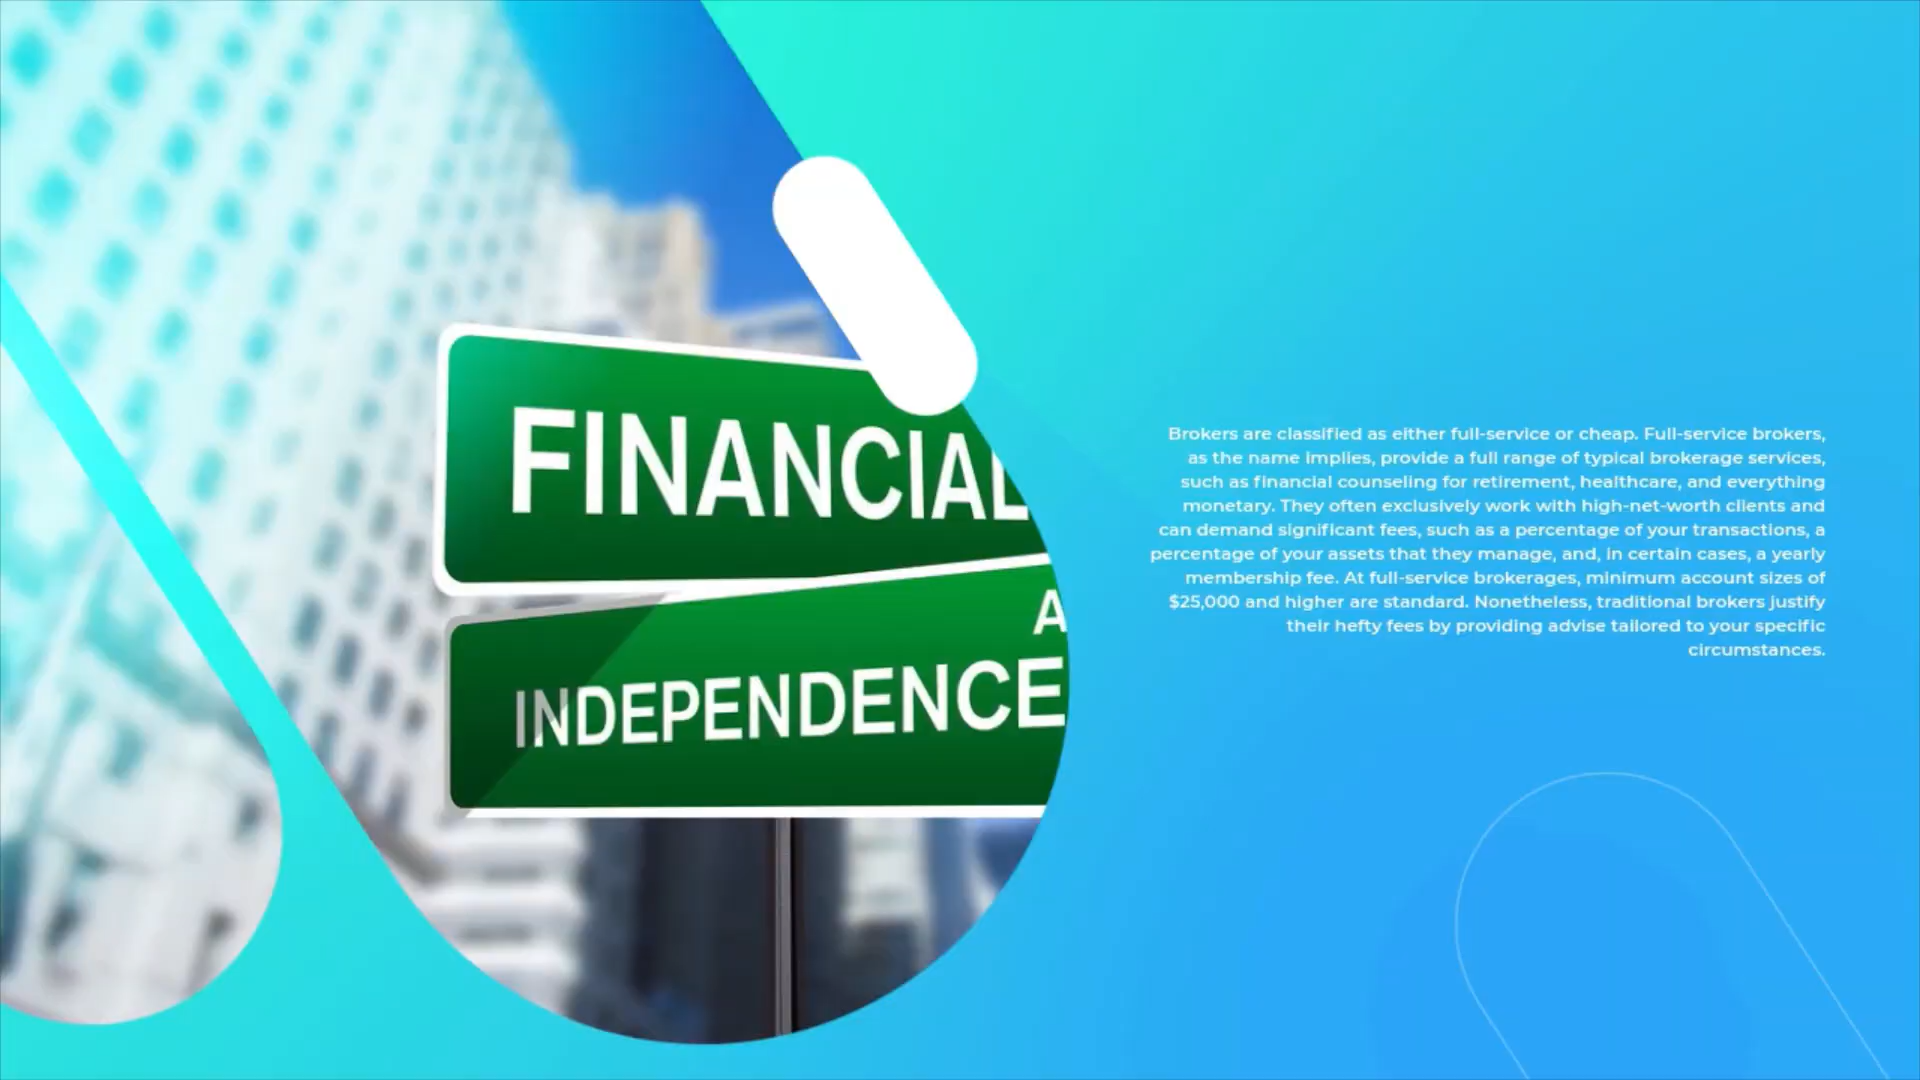 FINANCIAL
A
INDEPENDENCE
Brokers are classified as either full-service or cheap. Full-service brokers,
as the name implies, provide a full range of typical brokerage services,
such as financial counseling for retirement, healthcare, and everything
monetary. They often exclusively work with high-net-worth clients and
can demand significant fees, such as a percentage of your transactions, a
percentage of your assets that they manage, and, in certain cases, a yearly
membership fee. At full-service brokerages, minimum account sizes of
$25,000 and higher are standard. Nonetheless, traditional brokers justify
their hefty fees by providing advise tailored to your specific
circumstances.